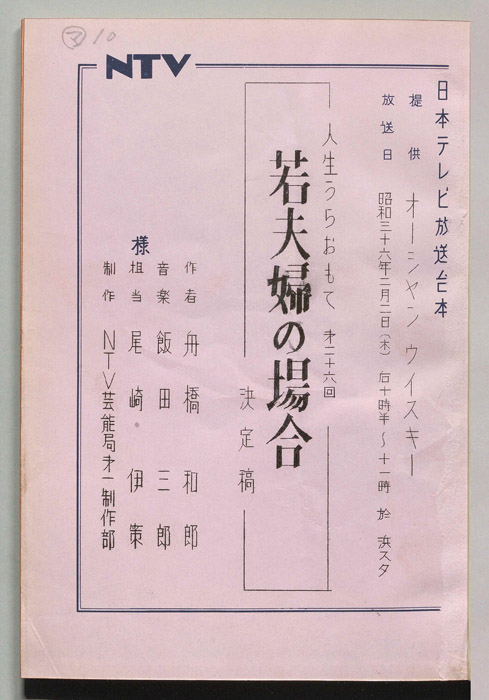 ㋮10
NTV
日本テレビ放送台本
提供 オーシャン ウイスキー
放送日 昭和三十六年二月二日(木) 后十時半~十一時 於 浜スタ
人生うらおもて 才二十六回
若夫婦の場合
決定稿
作者 舟橋和郎
音楽 飯田三郎
担当 尾崎伊策
制作 NTV芸能局才一制作部
様